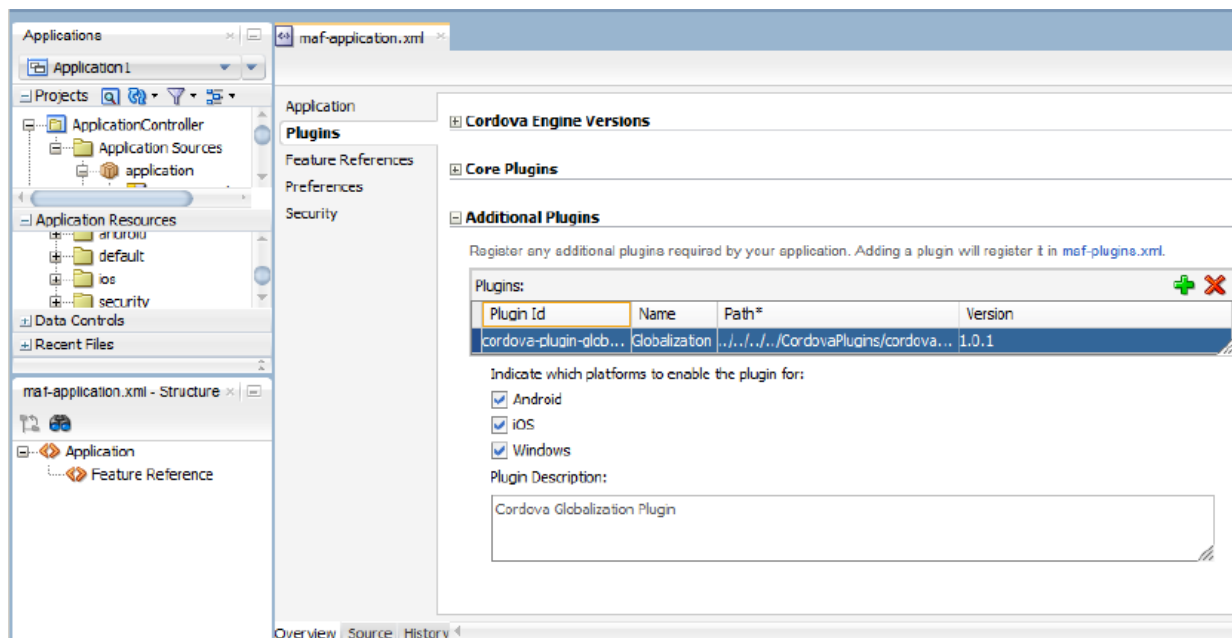 Applications
Application1
Projects
ApplicationController
Application Sources
application
Application Resources
android
default
ios
security
Data Controls
Recent Files
maf-application.xml - Structure
Application
Feature Reference
maf-application.xml
Application
Plugins
Feature References
Preferences
Security
Cordova Engine Versions
Core Plugins
Additional Plugins
Register any additional plugins required by your application. Adding a plugin will register it in maf-plugins.xml.
Plugins:
Plugin Id Name Path* Version
cordova-plugin-glob... Globalization ../../../../CordovaPlugins/cordova... 1.0.1
Indicate which platforms to enable the plugin for:
Android
iOS
Windows
Plugin Description:
Cordova Globalization Plugin
Overview Source History